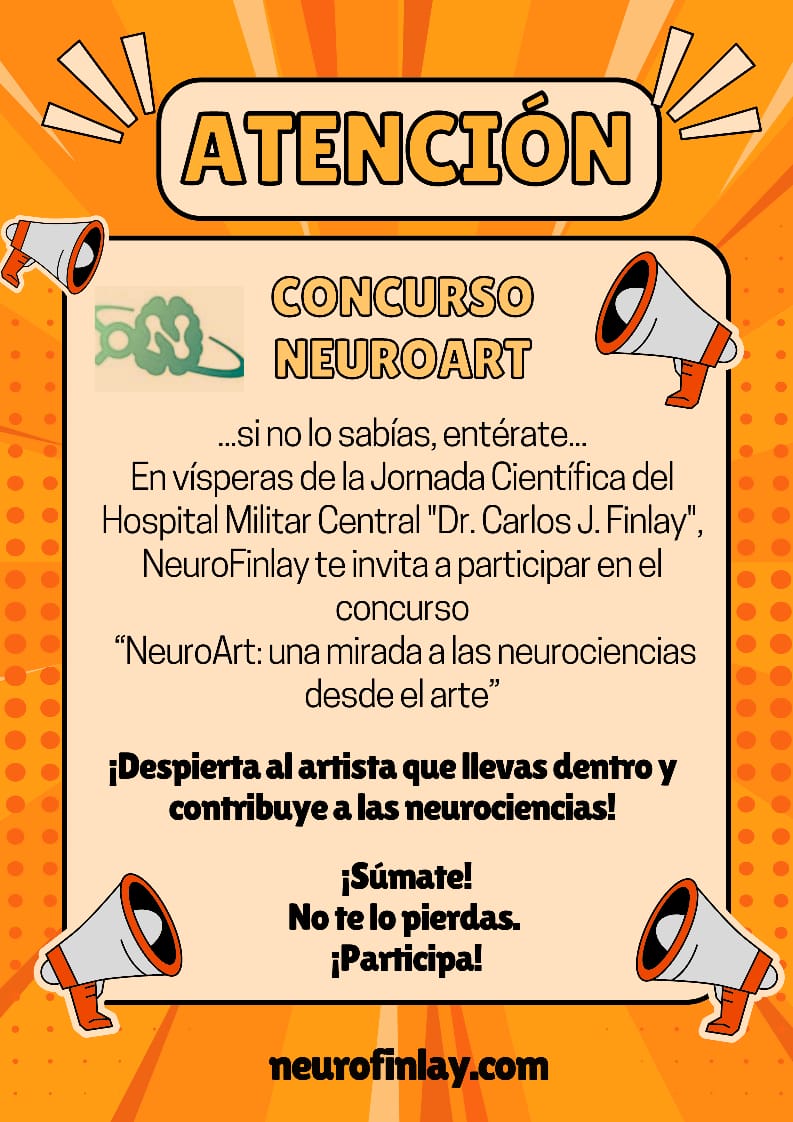 ATENCIÓN
CONCURSO
NEUROART
...si no lo sabías, entérate...
En vísperas de la Jornada Científica del
Hospital Militar Central "Dr. Carlos J. Finlay",
NeuroFinlay te invita a participar en el
concurso
“NeuroArt: una mirada a las neurociencias
desde el arte”
¡Despierta al artista que llevas dentro y
contribuye a las neurociencias!
¡Súmate!
No te lo pierdas.
¡Participa!
neurofinlay.com